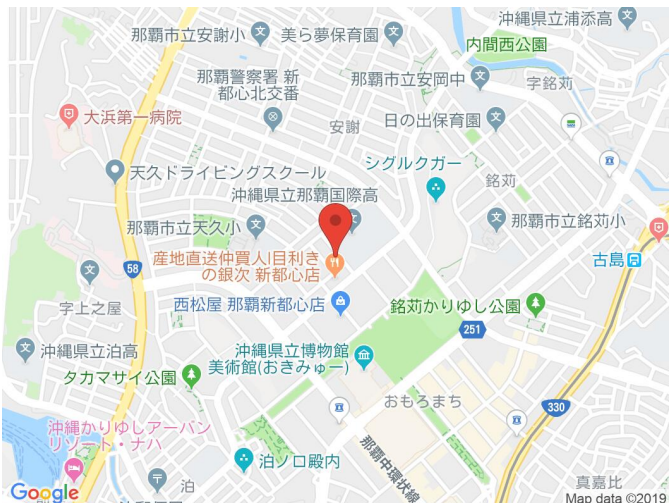 沖縄県立浦添高
那覇市立安謝小
美ら夢保育園
内間西公園
那覇警察署 新
都心北交番
那覇市立安岡中
字銘苅
大浜第一病院
安謝
日の出保育園
シグルクガー
天久ドライビングスクール
銘苅
沖縄県立那覇国際高
那覇市立天久小
那覇市立銘苅小
産地直送仲買人|目利き
の銀次 新都心店
古島
58
字上之屋
西松屋 那覇新都心店
銘苅かりゆし公園
251
沖縄県立泊高
沖縄県立博物館
美術館(おきみゅー)
タカマサイ公園
おもろまち
330
沖縄かりゆしアーバン
リゾート・ナハ
那覇中環状線
泊ノロ殿内
泊
真嘉比
Google
Map data ©2019